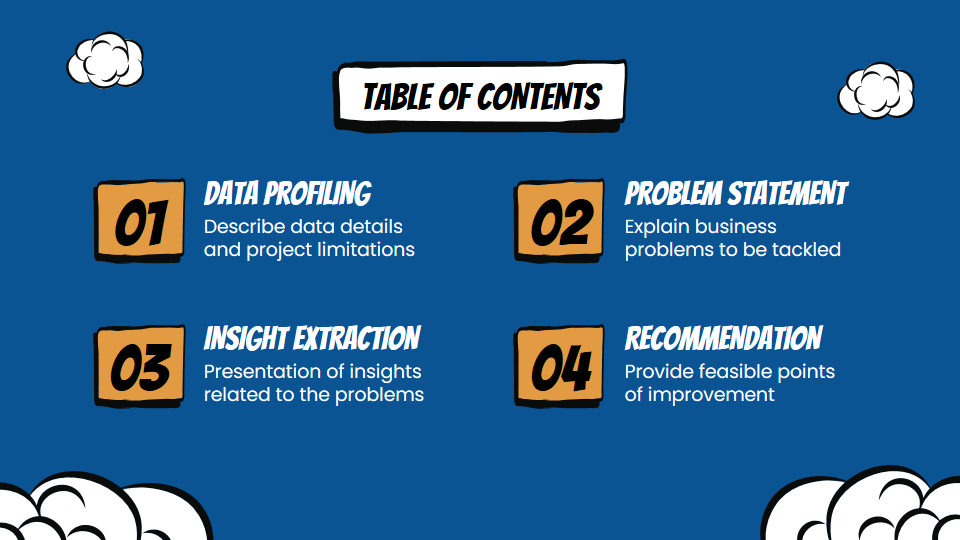 TABLE OF CONTENTS
01
DATA PROFILING
Describe data details
and project limitations
02
PROBLEM STATEMENT
Explain business
problems to be tackled
03
INSIGHT EXTRACTION
Presentation of insights
related to the problems
04
RECOMMENDATION
Provide feasible points
of improvement